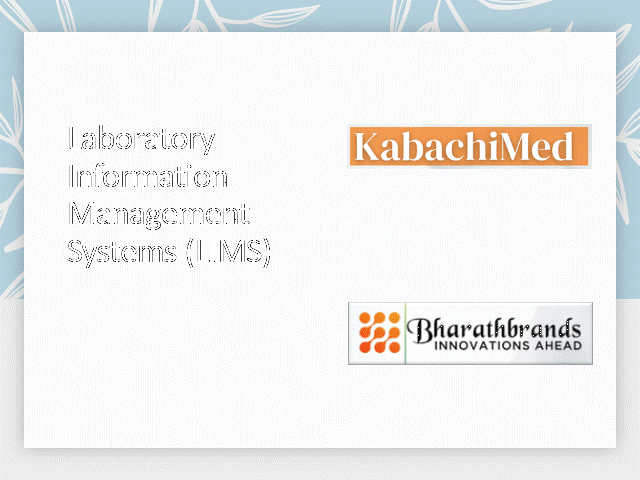 Laboratory
Information
Management
Systems (LIMS)
KabachiMed
Bharathbrands
INNOVATIONS AHEAD